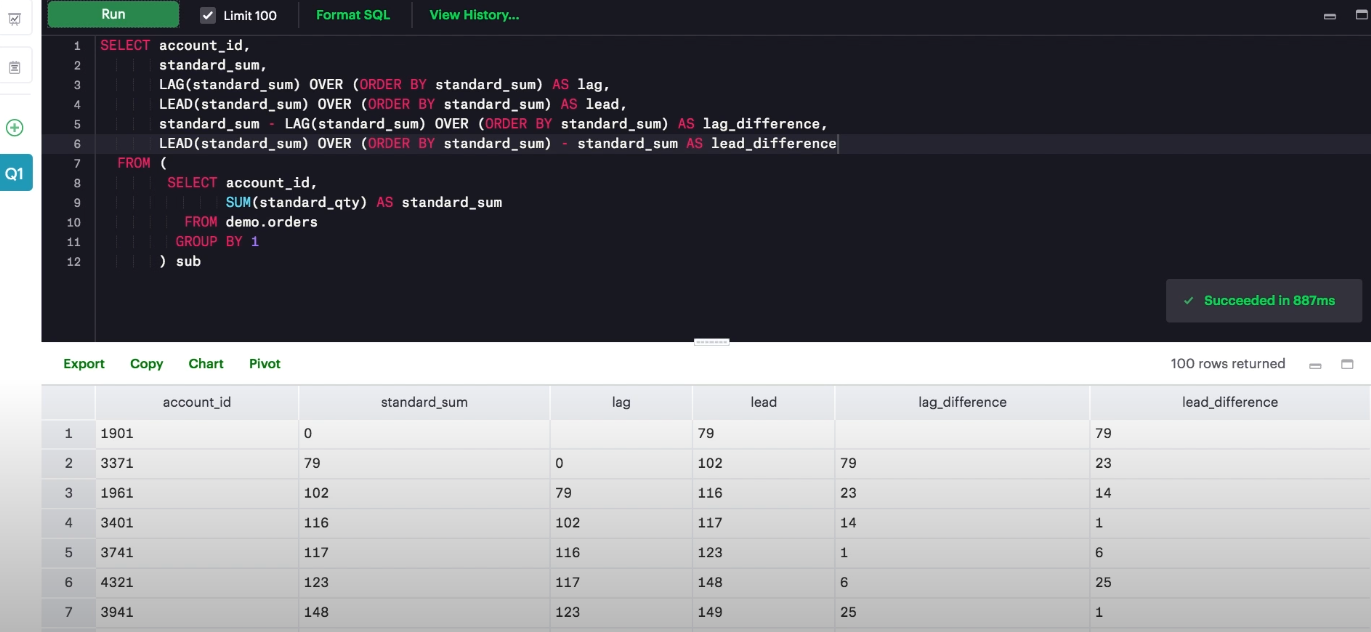 Run Limit 100 Format SQL View History...
1 SELECT account_id,
2 standard_sum,
3 LAG(standard_sum) OVER (ORDER BY standard_sum) AS lag,
4 LEAD(standard_sum) OVER (ORDER BY standard_sum) AS lead,
5 standard_sum - LAG(standard_sum) OVER (ORDER BY standard_sum) AS lag_difference,
6 LEAD(standard_sum) OVER (ORDER BY standard_sum) - standard_sum AS lead_difference
Q1
7 FROM (
8 SELECT account_id,
9 SUM(standard_qty) AS standard_sum
10 FROM demo.orders
11 GROUP BY 1
12 ) sub
Succeeded in 887ms
Export Copy Chart Pivot 100 rows returned
account_id standard_sum lag lead lag_difference lead_difference
1 1901 0 79 79
2 3371 79 0 102 79 23
3 1961 102 79 116 23 14
4 3401 116 102 117 14 1
5 3741 117 116 123 1 6
6 4321 123 117 148 6 25
7 3941 148 123 149 25 1